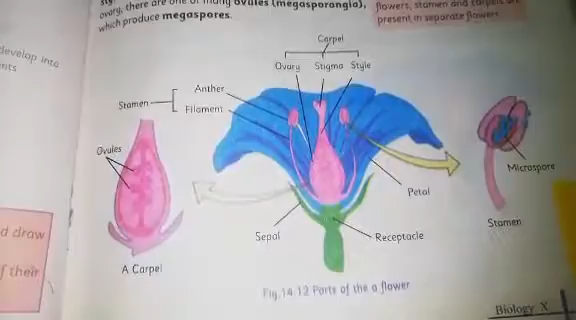 ovary, there are one or many ovules (megasporangia),
which produce megaspores.
flowers, stamen and carpels are
present in separate flowers.
develop into
nts
Carpel
Ovary Stigma Style
Anther
Stamen
Filament
Ovules
Microspore
Petal
Stamen
Sepal
Receptacle
d draw
f their
A Carpel
Fig.14.12 Parts of the a flower
Biology X